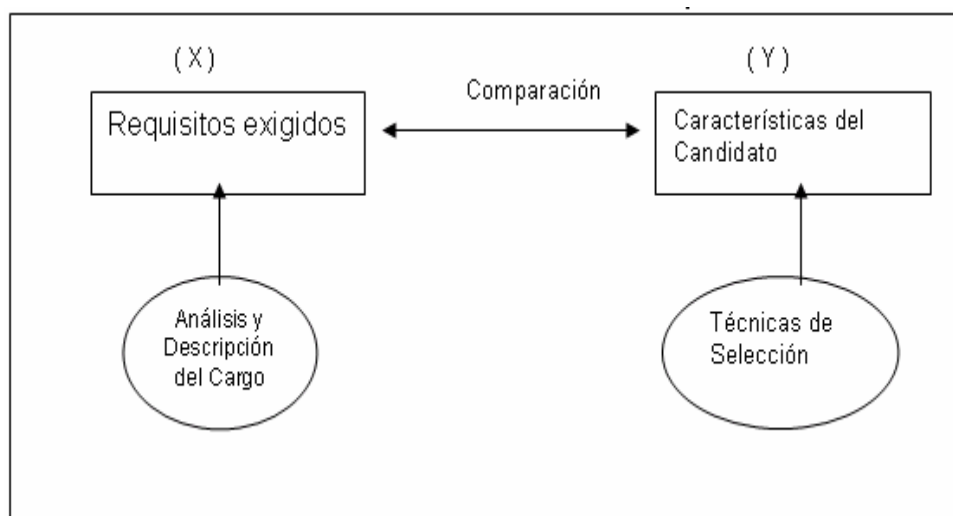 ( X )
( Y )
Comparación
Requisitos exigidos
Características del
Candidato
Análisis y
Descripción
del Cargo
Técnicas de
Selección